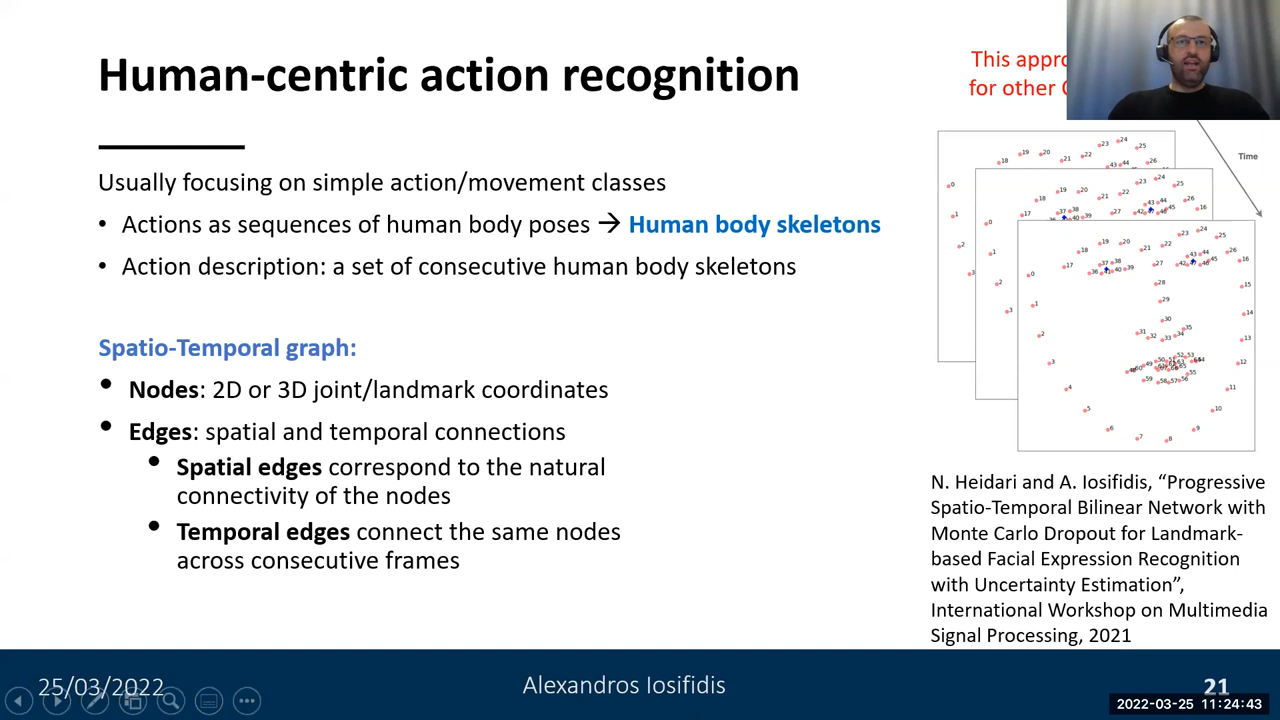 Human-centric action recognition
This
for other
Usually focusing on simple action/movement classes
• Actions as sequences of human body poses → Human body skeletons
• Action description: a set of consecutive human body skeletons
Spatio-Temporal graph:
• Nodes: 2D or 3D joint/landmark coordinates
• Edges: spatial and temporal connections
• Spatial edges correspond to the natural
connectivity of the nodes
• Temporal edges connect the same nodes
across consecutive frames
Time
N. Heidari and A. Iosifidis, “Progressive
Spatio-Temporal Bilinear Network with
Monte Carlo Dropout for Landmark-
based Facial Expression Recognition
with Uncertainty Estimation”,
International Workshop on Multimedia
Signal Processing, 2021
25/03/2022
Alexandros Iosifidis
21
2022-03-25 11:24:43